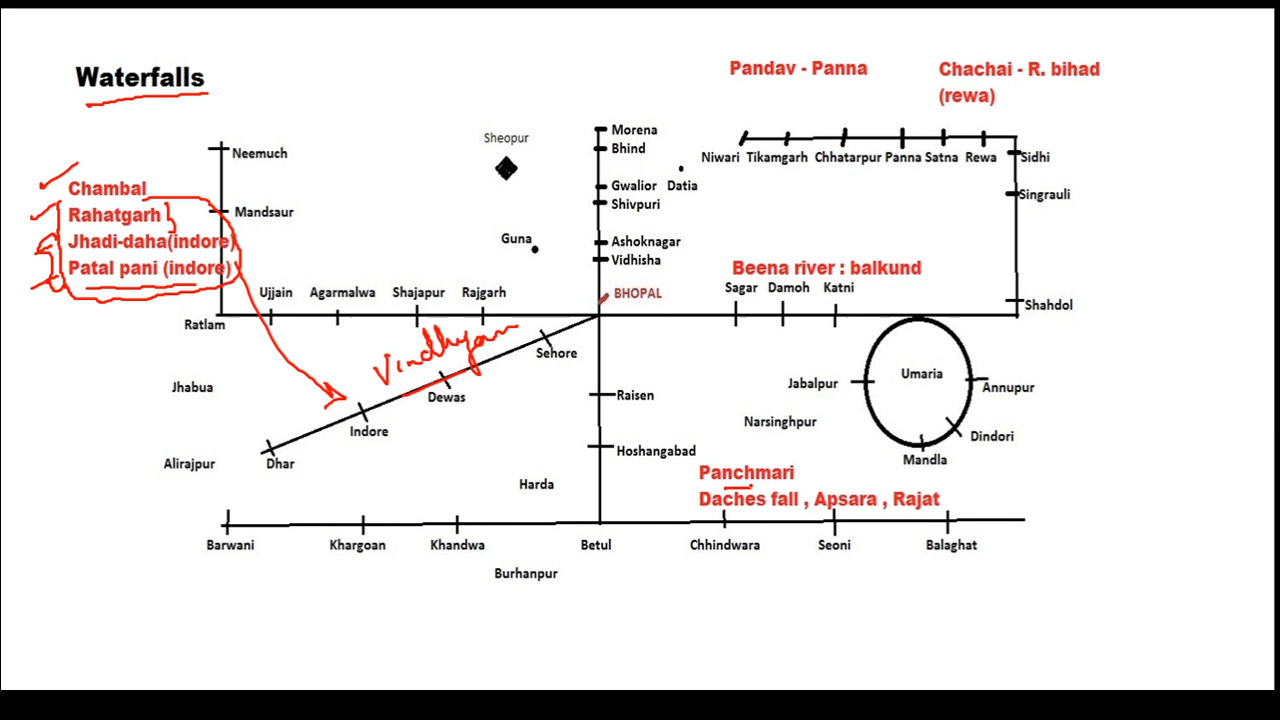 Waterfalls
Pandav - Panna
Chachai - R. bihad
(rewa)
Sheopur
Morena
Bhind
Gwalior Datia
Shivpuri
Ashoknagar
Vidhisha
BHOPAL
Guna
Neemuch
Mandsaur
Chambal
Rahatgarh
Jhadi-daha(indore)
Patal pani (indore)
Niwari Tikamgarh Chhatarpur Panna Satna Rewa
Sidhi
Singrauli
Shahdol
Beena river : balkund
Sagar Damoh Katni
Ujjain Agarmalwa Shajapur Rajgarh
Ratlam
Vindhyan
Sehore
Dewas
Indore
Dhar
Jhabua
Alirajpur
Raisen
Hoshangabad
Harda
Jabalpur
Umaria
Annupur
Narsinghpur
Dindori
Mandla
Panchmari
Daches fall , Apsara , Rajat
Barwani Khargoan Khandwa Betul Chhindwara Seoni Balaghat
Burhanpur